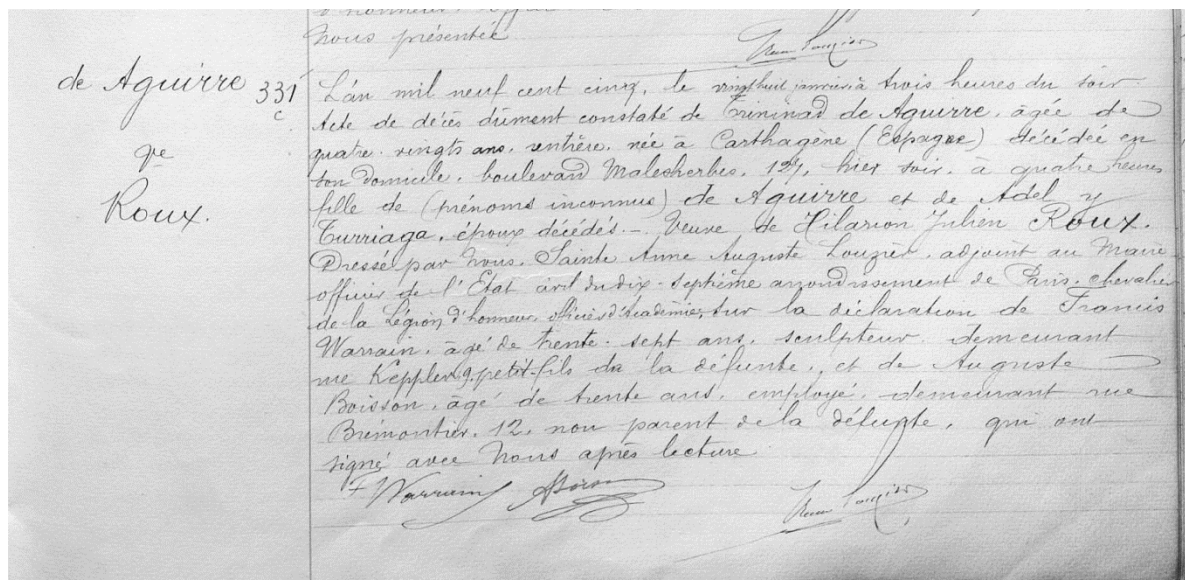 nous présentée
de Aguirre
qe
Roux.
331
c
L'an mil neuf cent cinq, le vingt huit janvier à trois heures du soir
Acte de décès dûment constaté de Trininad de Aguirre, âgée de
quatre-vingts ans, rentière, née à Carthagène (Espagne) décédée en
son domicile, boulevard Malesherbes, 127, hier soir, à quatre heures
fille de (prénoms inconnus) de Aguirre et de Adel y
Turriaga, époux décédés. – Veuve de Hilarion Julien Roux.
Dressé par Nous, Sainte Anne Auguste Louzier, adjoint au Maire
officier de l'Etat civil du dix-septième arrondissement de Paris, chevalier
de la Légion d'honneur, officier d'Académie, sur la déclaration de Francis
Warrain, âgé de trente-sept ans, sculpteur, demeurant
rue Keppler, 9, petit-fils de la défunte, et de Auguste
Boisson, âgé de trente ans, employé, demeurant rue
Brémontier, 12, non parent de la défunte, qui ont
signé avec Nous après lecture
F Warrain